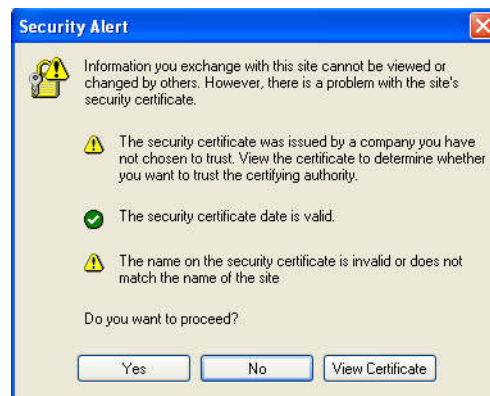 Security Alert
Information you exchange with this site cannot be viewed or
changed by others. However, there is a problem with the site's
security certificate.
The security certificate was issued by a company you have
not chosen to trust. View the certificate to determine whether
you want to trust the certifying authority.
The security certificate date is valid.
The name on the security certificate is invalid or does not
match the name of the site
Do you want to proceed?
Yes No View Certificate